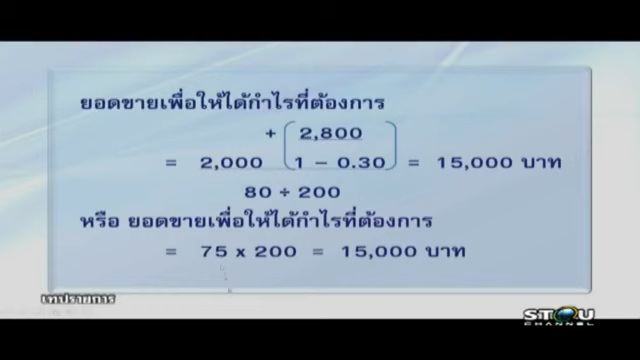 ยอดขายเพื่อให้ได้กำไรที่ต้องการ
+ 2,800
= 2,000 1 – 0.30 = 15,000 บาท
80 ÷ 200
หรือ ยอดขายเพื่อให้ได้กำไรที่ต้องการ
= 75 x 200 = 15,000 บาท
เทปรายการ
STOU
CHANNEL